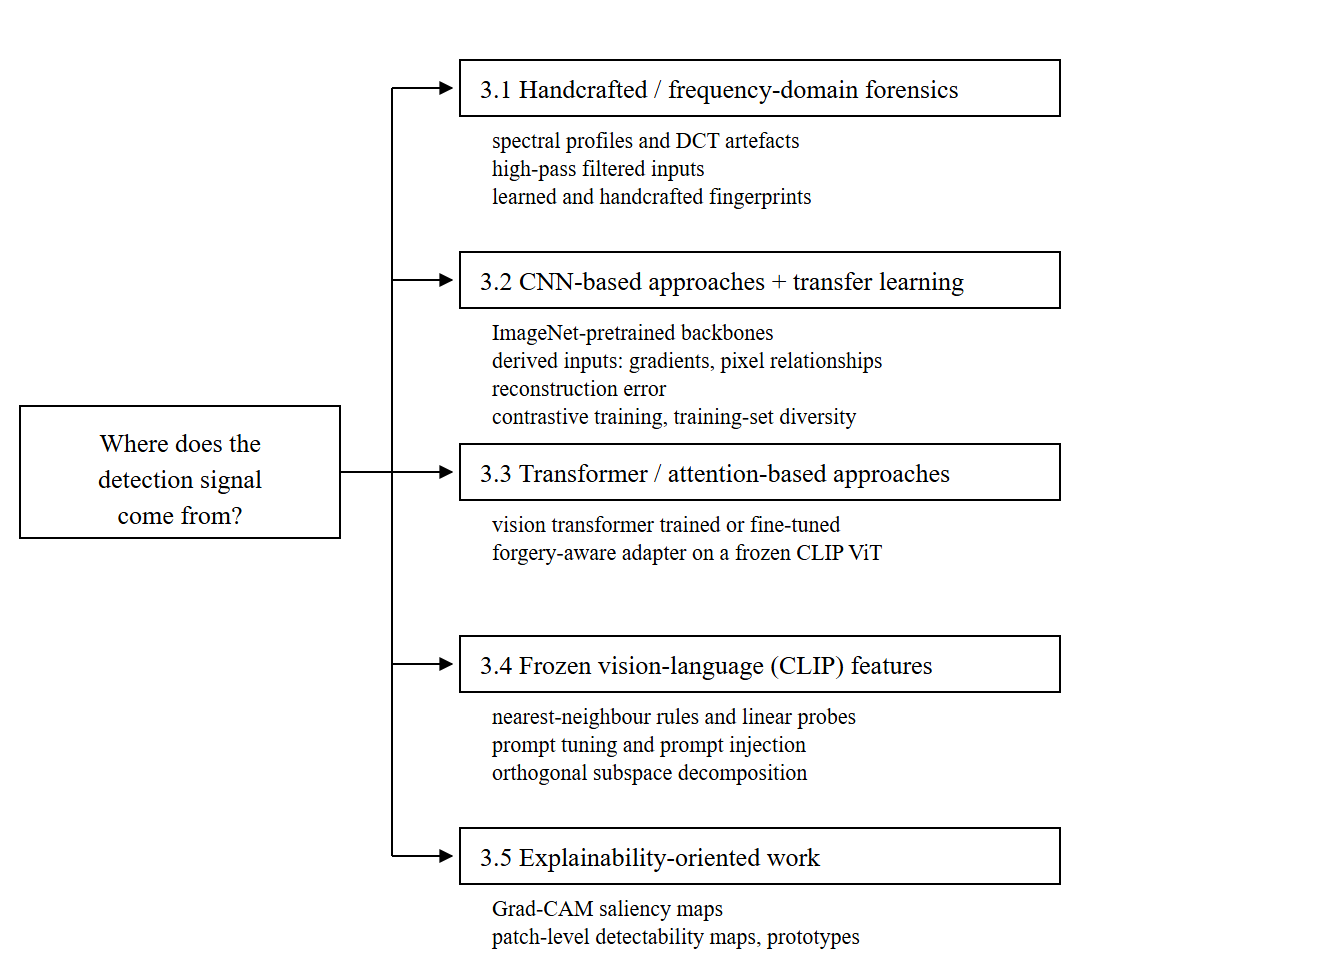 3.1 Handcrafted / frequency-domain forensics
spectral profiles and DCT artefacts
high-pass filtered inputs
learned and handcrafted fingerprints
3.2 CNN-based approaches + transfer learning
ImageNet-pretrained backbones
derived inputs: gradients, pixel relationships
reconstruction error
contrastive training, training-set diversity
Where does the
detection signal
come from?
3.3 Transformer / attention-based approaches
vision transformer trained or fine-tuned
forgery-aware adapter on a frozen CLIP ViT
3.4 Frozen vision-language (CLIP) features
nearest-neighbour rules and linear probes
prompt tuning and prompt injection
orthogonal subspace decomposition
3.5 Explainability-oriented work
Grad-CAM saliency maps
patch-level detectability maps, prototypes